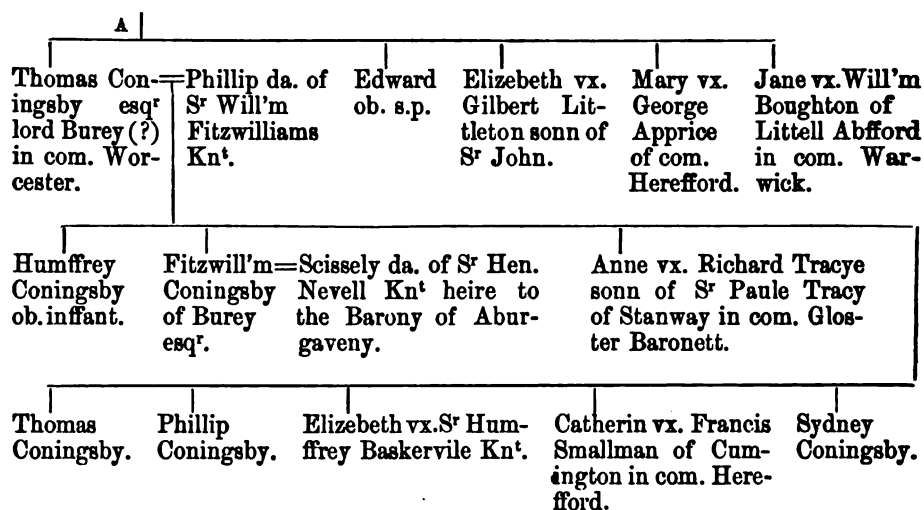 A
Thomas Con-
ingsby esqʳ
lord Burey (?)
in com. Wor-
cester.
=Phillip da. of
Sʳ Will'm
Fitzwilliams
Knᵗ.
Edward
ob. s.p.
Elizebeth vx.
Gilbert Lit-
tleton sonn of
Sʳ John.
Mary vx.
George
Apprice
of com.
Herefford.
Jane vx. Will'm
Boughton of
Littell Abfford
in com. War-
wick.
Humffrey
Coningsby
ob. inffant.
Fitzwill'm
Coningsby
of Burey
esqʳ.
=Scissely da. of Sʳ Hen.
Nevell Knᵗ heire to
the Barony of Abur-
gaveny.
Anne vx. Richard Tracye
sonn of Sʳ Paule Tracy
of Stanway in com. Glos-
ter Baronett.
Thomas
Coningsby.
Phillip
Coningsby.
Elizebeth vx. Sʳ Hum-
ffrey Baskervile Knᵗ.
Catherin vx. Francis
Smallman of Cum-
ington in com. Here-
fford.
Sydney
Coningsby.